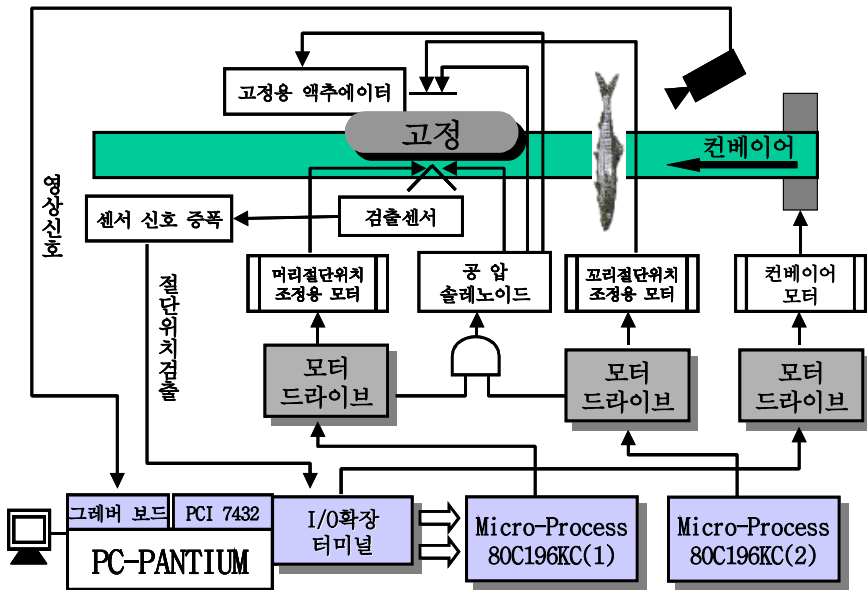 고정용 액추에이터
고정
컨베이어
영상신호
센서 신호 증폭
검출센서
절단위치검출
머리절단위치
조정용 모터
공 압
솔레노이드
꼬리절단위치
조정용 모터
컨베이어
모터
모터
드라이브
모터
드라이브
모터
드라이브
그레버 보드
PCI 7432
PC-PANTIUM
I/O확장
터미널
Micro-Process
80C196KC(1)
Micro-Process
80C196KC(2)